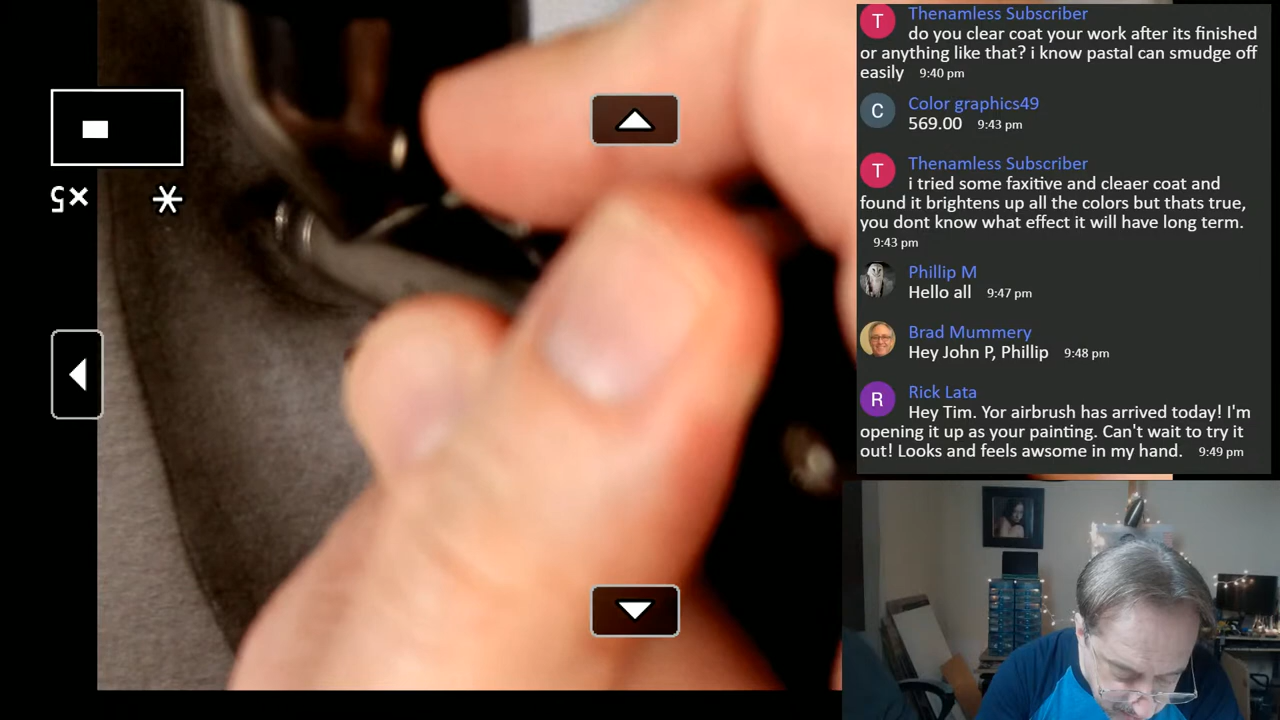 ×5
Thenamless Subscriber
do you clear coat your work after its finished
or anything like that? i know pastal can smudge off
easily 9:40 pm
Color graphics49
569.00 9:43 pm
Thenamless Subscriber
i tried some faxitive and cleaer coat and
found it brightens up all the colors but thats true,
you dont know what effect it will have long term.
9:43 pm
Phillip M
Hello all 9:47 pm
Brad Mummery
Hey John P, Phillip 9:48 pm
Rick Lata
Hey Tim. Yor airbrush has arrived today! I'm
opening it up as your painting. Can't wait to try it
out! Looks and feels awsome in my hand. 9:49 pm
T
C
T
R